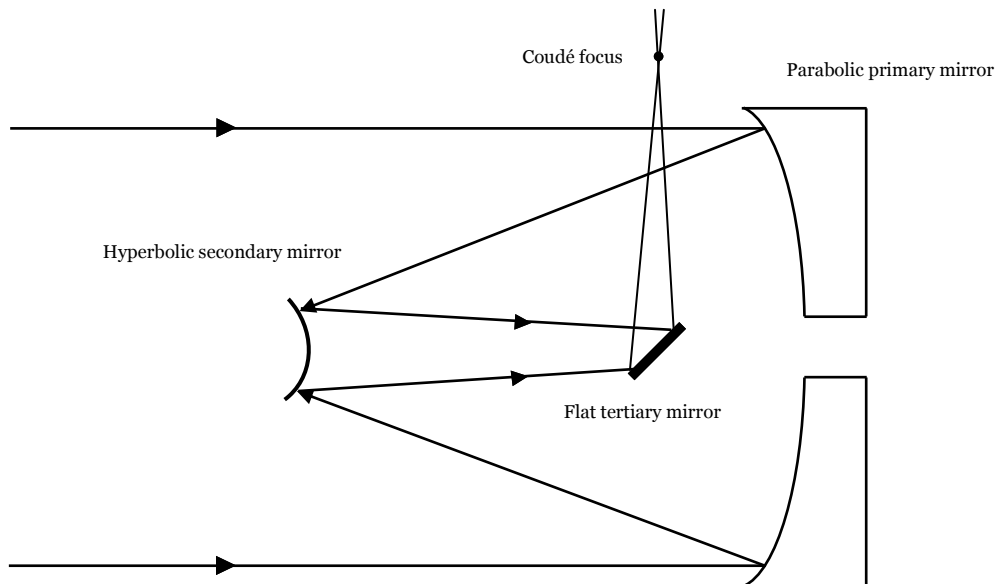 Coudé focus
Parabolic primary mirror
Hyperbolic secondary mirror
Flat tertiary mirror